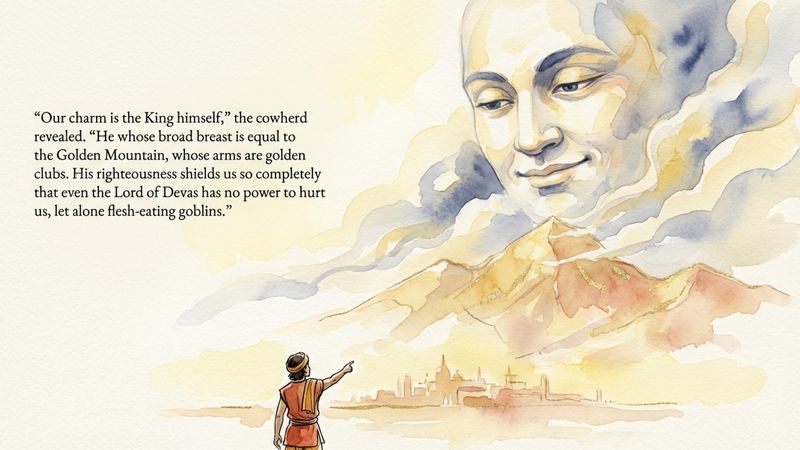 “Our charm is the King himself,” the cowherd
revealed. “He whose broad breast is equal to
the Golden Mountain, whose arms are golden
clubs. His righteousness shields us so completely
that even the Lord of Devas has no power to hurt
us, let alone flesh-eating goblins.”